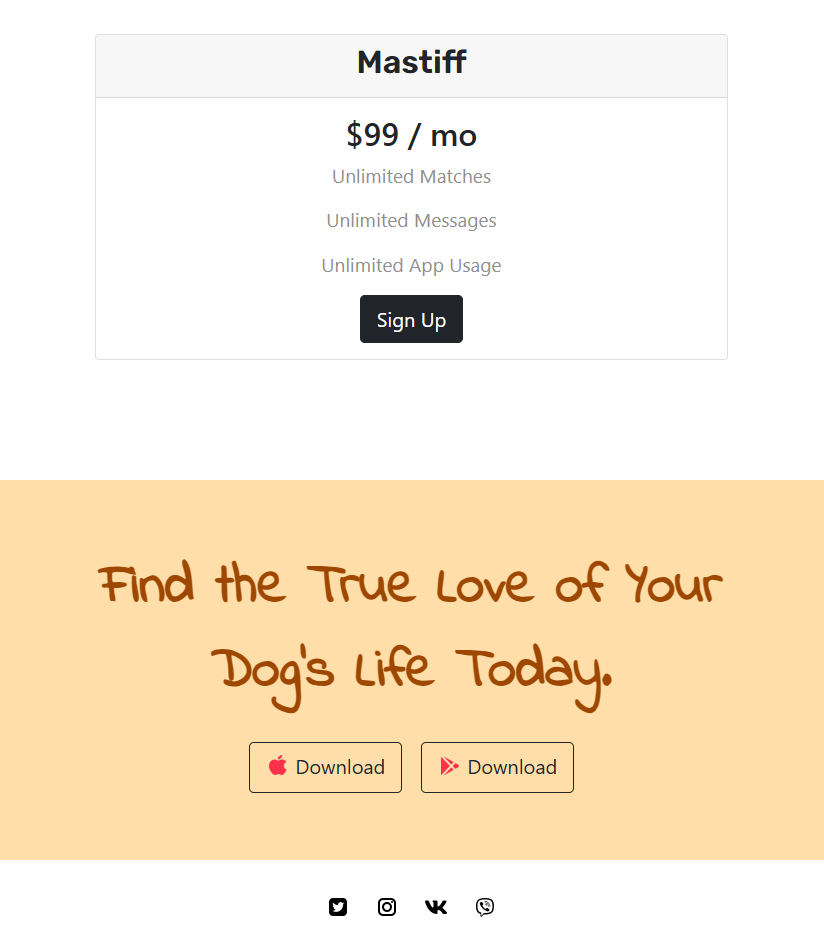 Mastiff
$99 / mo
Unlimited Matches
Unlimited Messages
Unlimited App Usage
Sign Up
Find the True Love of Your
Dog's Life Today.
Download Download